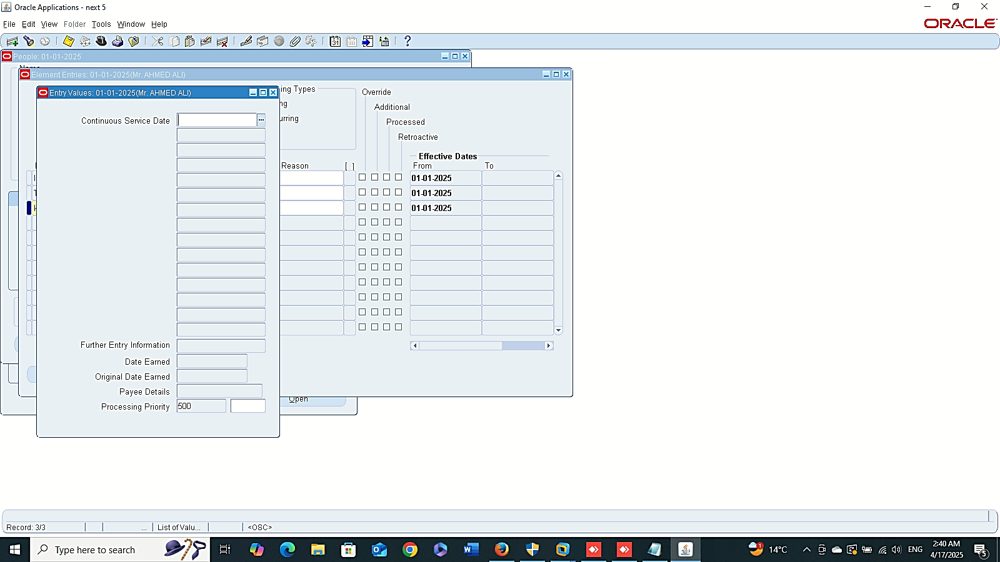 Oracle Applications - next 5
File Edit View Folder Tools Window Help
ORACLE
People: 01-01-2025
Element Entries: 01-01-2025(Mr. AHMED ALI)
Entry Values: 01-01-2025(Mr. AHMED ALI)
ing Types
ng
urring
Override
Additional
Processed
Retroactive
Continuous Service Date
Effective Dates
Reason [ ] From To
01-01-2025
01-01-2025
01-01-2025
Further Entry Information
Date Earned
Original Date Earned
Payee Details
Processing Priority 500
Open
Record: 3/3 ... List of Valu... <OSC>
Type here to search
14°C ENG 2:40 AM
4/17/2025
5